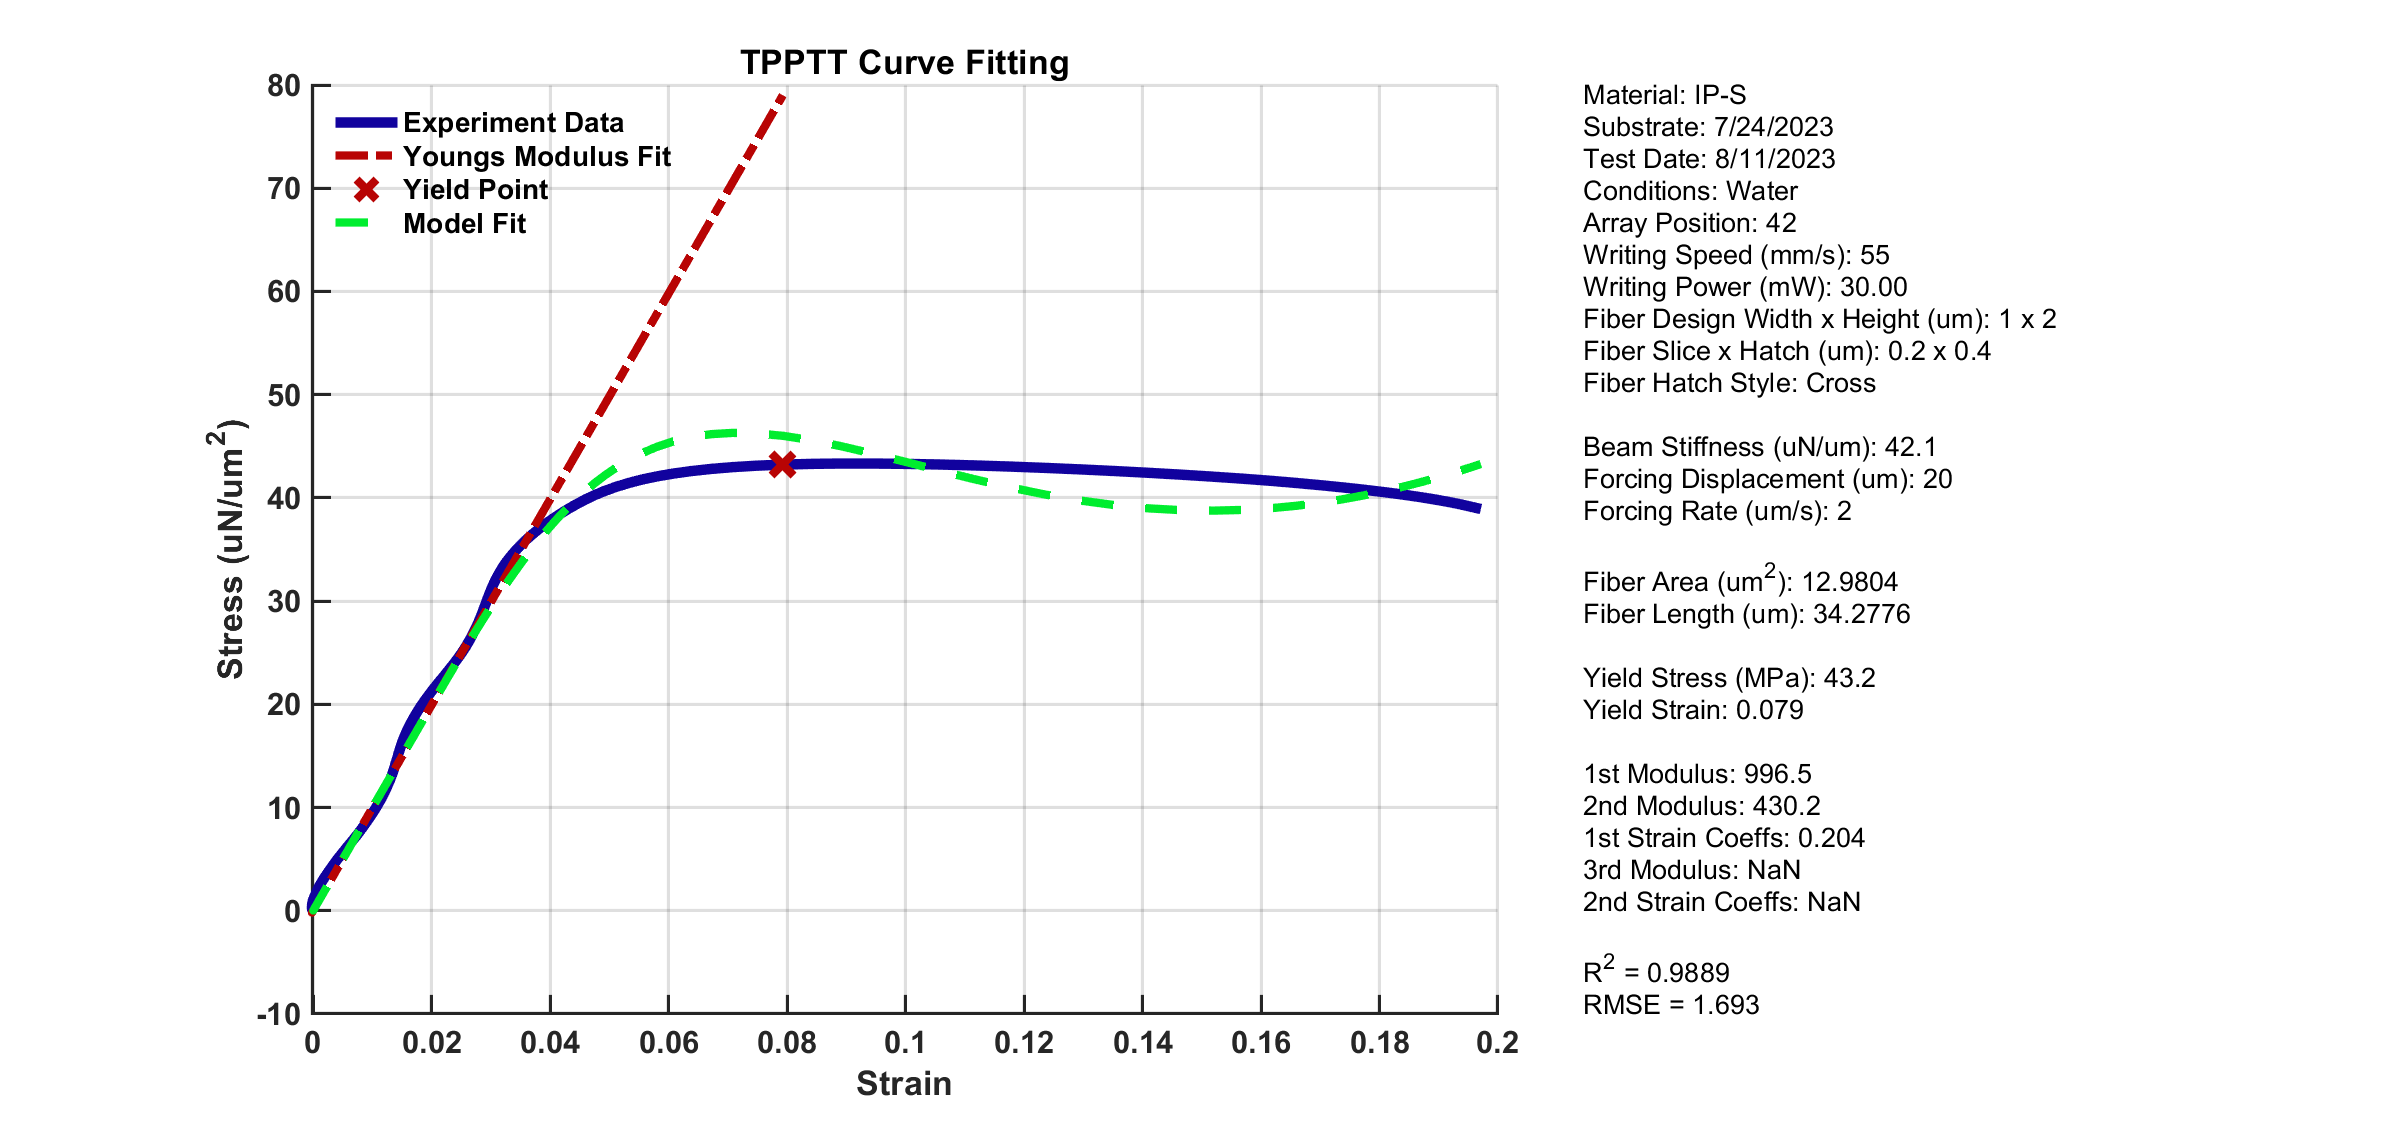 TPPTT Curve Fitting
80
70
60
50
40
30
20
10
0
-10
Stress (uN/um²)
Experiment Data
Youngs Modulus Fit
Yield Point
Model Fit
0 0.02 0.04 0.06 0.08 0.1 0.12 0.14 0.16 0.18 0.2
Strain
Material: IP-S
Substrate: 7/24/2023
Test Date: 8/11/2023
Conditions: Water
Array Position: 42
Writing Speed (mm/s): 55
Writing Power (mW): 30.00
Fiber Design Width x Height (um): 1 x 2
Fiber Slice x Hatch (um): 0.2 x 0.4
Fiber Hatch Style: Cross
Beam Stiffness (uN/um): 42.1
Forcing Displacement (um): 20
Forcing Rate (um/s): 2
Fiber Area (um²): 12.9804
Fiber Length (um): 34.2776
Yield Stress (MPa): 43.2
Yield Strain: 0.079
1st Modulus: 996.5
2nd Modulus: 430.2
1st Strain Coeffs: 0.204
3rd Modulus: NaN
2nd Strain Coeffs: NaN
R² = 0.9889
RMSE = 1.693